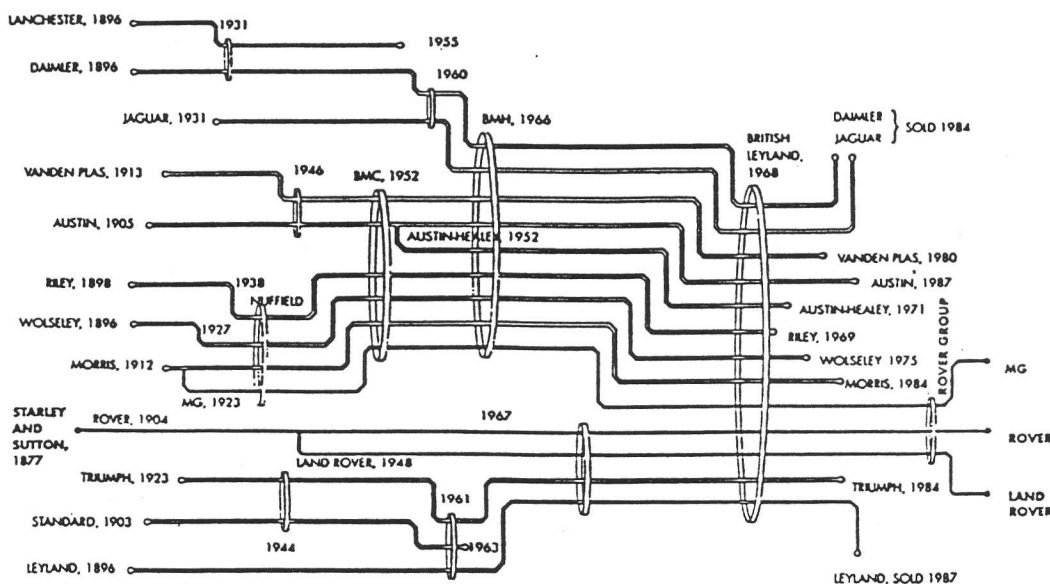 LANCHESTER, 1896
1931
1955
DAIMLER, 1896
1960
JAGUAR, 1931
BMH, 1966
DAIMLER
JAGUAR
SOLD 1984
BRITISH
LEYLAND,
1968
VANDEN PLAS, 1913
1946
BMC, 1952
AUSTIN, 1905
AUSTIN-HEALEY, 1952
VANDEN PLAS, 1980
RILEY, 1898
1938
NUFFIELD
AUSTIN, 1987
AUSTIN-HEALEY, 1971
WOLSELEY, 1896
1927
RILEY, 1969
ROVER GROUP
WOLSELEY 1975
MORRIS, 1912
MG, 1923
MORRIS, 1984
MG
STARLEY
AND
SUTTON,
1877
ROVER, 1904
1967
ROVER
LAND ROVER, 1948
TRIUMPH, 1923
1961
TRIUMPH, 1984
LAND
ROVER
STANDARD, 1903
1944
1963
LEYLAND, 1896
LEYLAND, SOLD 1987